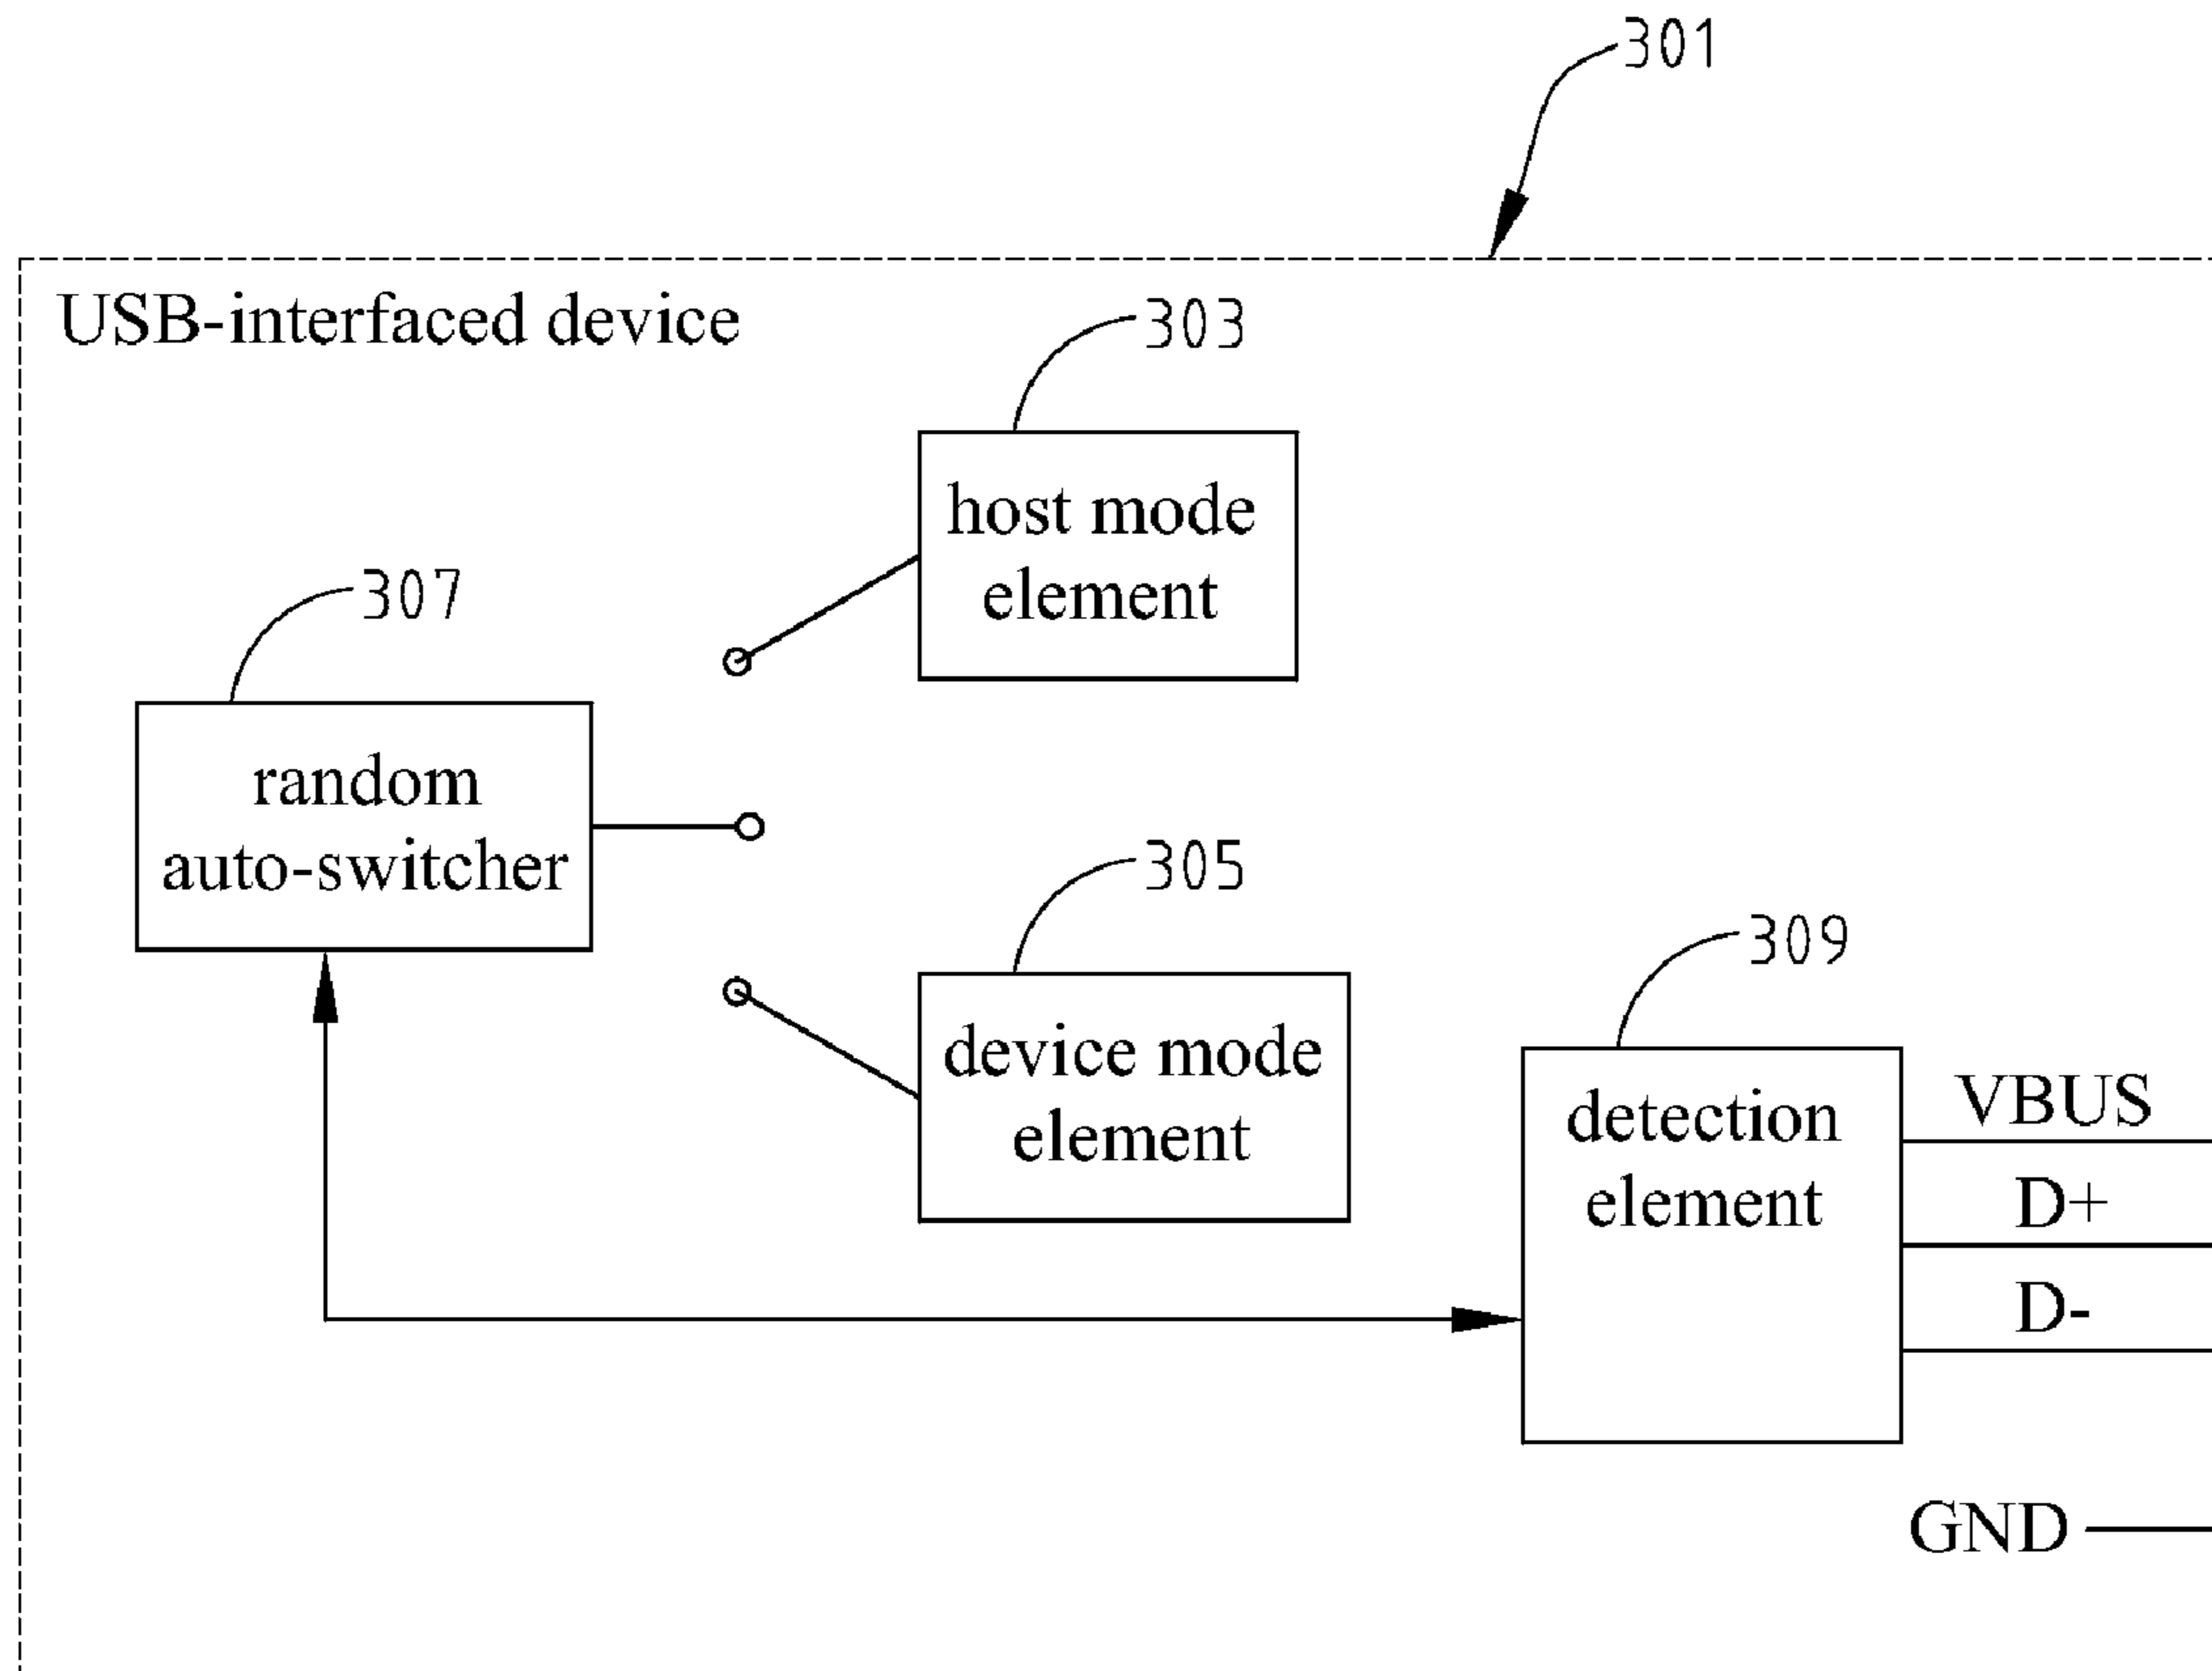 301
USB-interfaced device
303
host mode
element
307
random
auto-switcher
305
device mode
element
309
detection
element
VBUS
D+
D-
GND